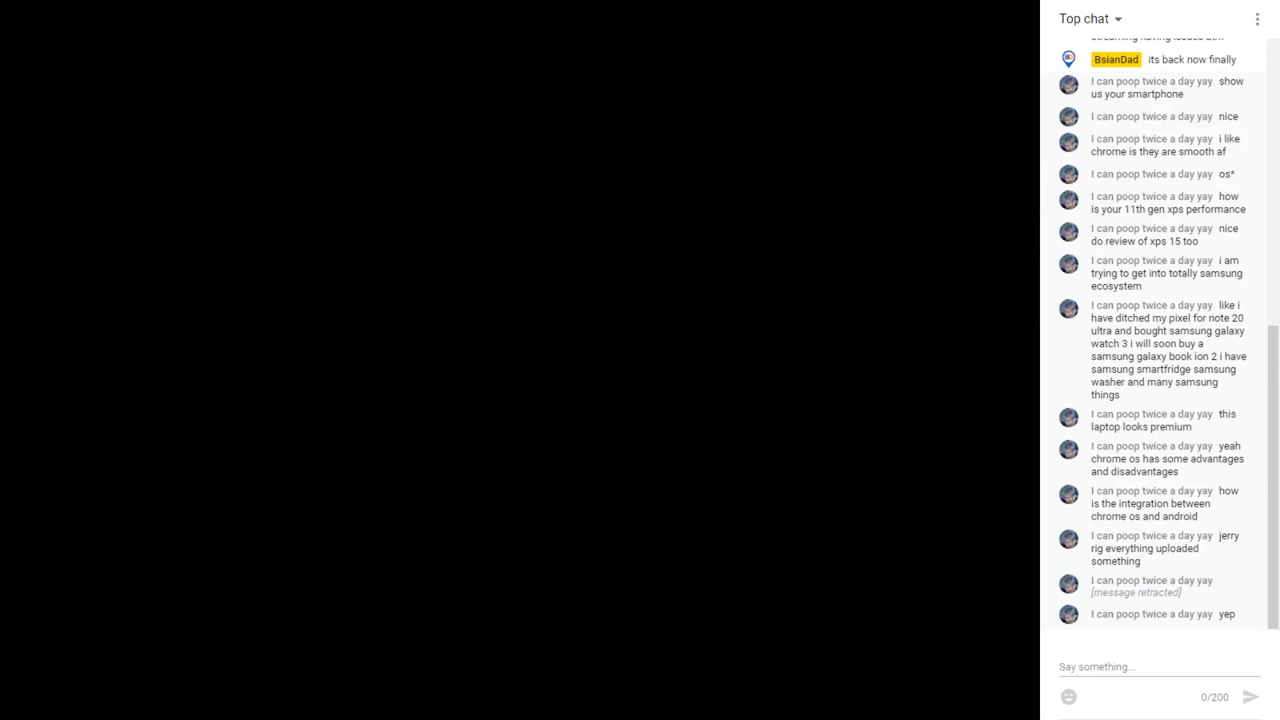 Top chat
BsianDad its back now finally
I can poop twice a day yay show
us your smartphone
I can poop twice a day yay nice
I can poop twice a day yay i like
chrome is they are smooth af
I can poop twice a day yay os*
I can poop twice a day yay how
is your 11th gen xps performance
I can poop twice a day yay nice
do review of xps 15 too
I can poop twice a day yay i am
trying to get into totally samsung
ecosystem
I can poop twice a day yay like i
have ditched my pixel for note 20
ultra and bought samsung galaxy
watch 3 i will soon buy a
samsung galaxy book ion 2 i have
samsung smartfridge samsung
washer and many samsung
things
I can poop twice a day yay this
laptop looks premium
I can poop twice a day yay yeah
chrome os has some advantages
and disadvantages
I can poop twice a day yay how
is the integration between
chrome os and android
I can poop twice a day yay jerry
rig everything uploaded
something
I can poop twice a day yay
[message retracted]
I can poop twice a day yay yep
Say something...
0/200